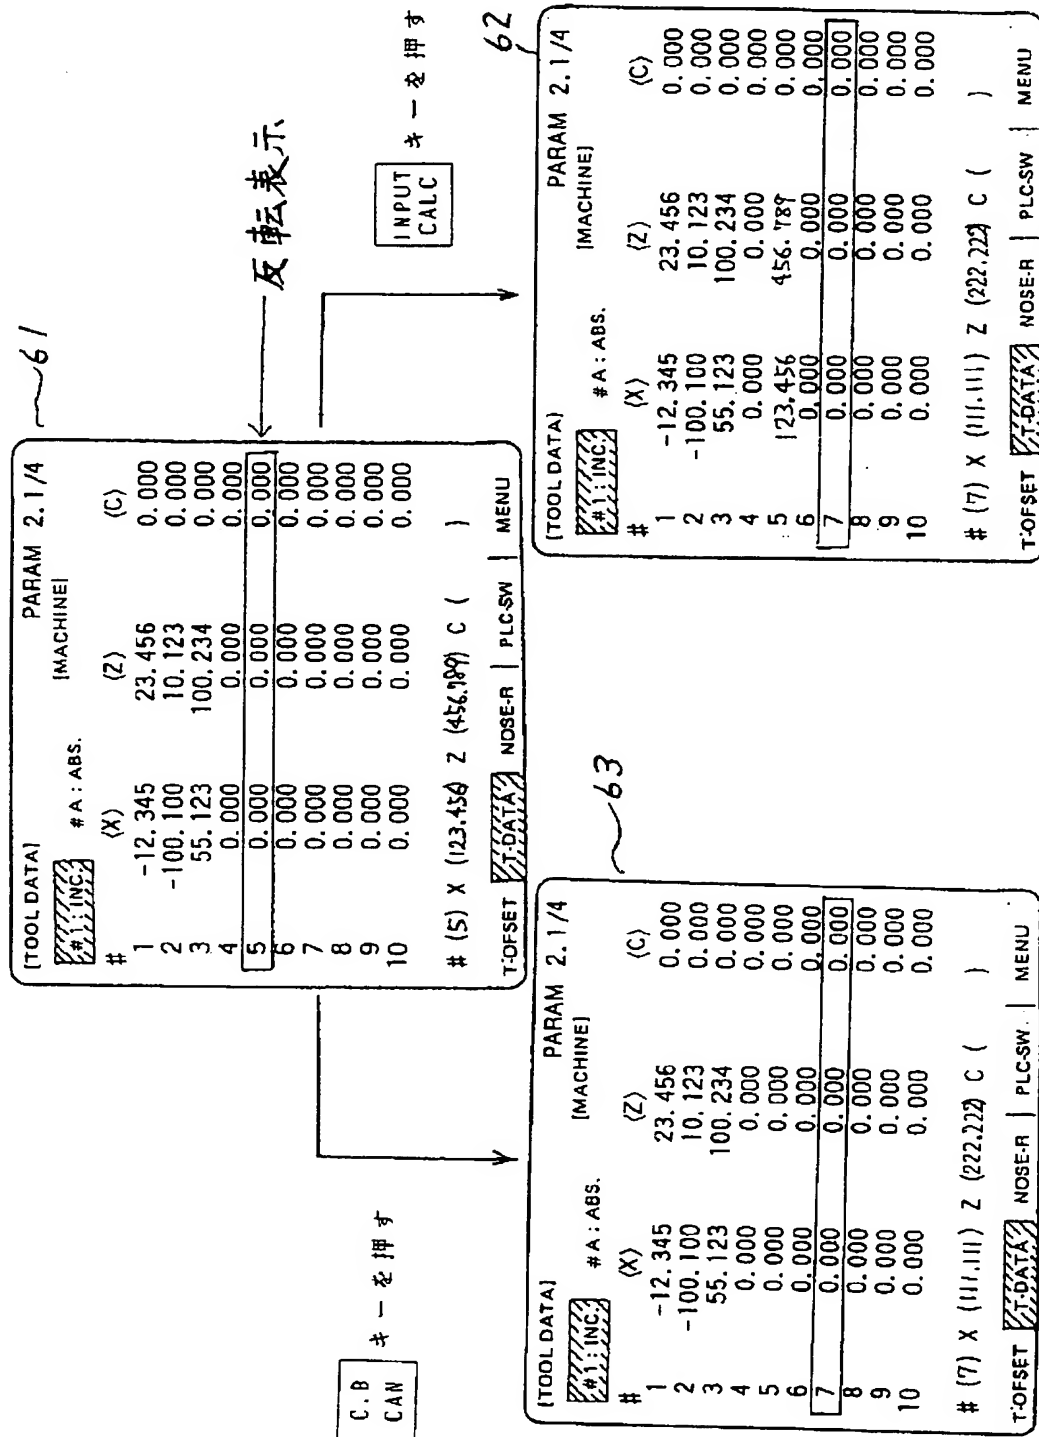 61
[TOOL DATA] PARAM 2. 1/4
#1 : INC. #A : ABS. [MACHINE]
# ⟨X⟩ ⟨Z⟩ ⟨C⟩
1 -12.345 23.456 0.000
2 -100.100 10.123 0.000
3 55.123 100.234 0.000
4 0.000 0.000 0.000
5 0.000 0.000 0.000
6 0.000 0.000 0.000
7 0.000 0.000 0.000
8 0.000 0.000 0.000
9 0.000 0.000 0.000
10 0.000 0.000 0.000
# (5) X (123.456) Z (456.789) C ( )
T-OFSET T-DATA NOSE-R PLC-SW MENU
反転表示
C.B
CAN
キーを押す
INPUT
CALC
キーを押す
63
[TOOL DATA] PARAM 2. 1/4
#1 : INC. #A : ABS. [MACHINE]
# ⟨X⟩ ⟨Z⟩ ⟨C⟩
1 -12.345 23.456 0.000
2 -100.100 10.123 0.000
3 55.123 100.234 0.000
4 0.000 0.000 0.000
5 0.000 0.000 0.000
6 0.000 0.000 0.000
7 0.000 0.000 0.000
8 0.000 0.000 0.000
9 0.000 0.000 0.000
10 0.000 0.000 0.000
# (7) X (111.111) Z (222.222) C ( )
T-OFSET T-DATA NOSE-R PLC-SW MENU
62
[TOOL DATA] PARAM 2. 1/4
#1 : INC. #A : ABS. [MACHINE]
# ⟨X⟩ ⟨Z⟩ ⟨C⟩
1 -12.345 23.456 0.000
2 -100.100 10.123 0.000
3 55.123 100.234 0.000
4 0.000 0.000 0.000
5 123.456 456.789 0.000
6 0.000 0.000 0.000
7 0.000 0.000 0.000
8 0.000 0.000 0.000
9 0.000 0.000 0.000
10 0.000 0.000 0.000
# (7) X (111.111) Z (222.222) C ( )
T-OFSET T-DATA NOSE-R PLC-SW MENU